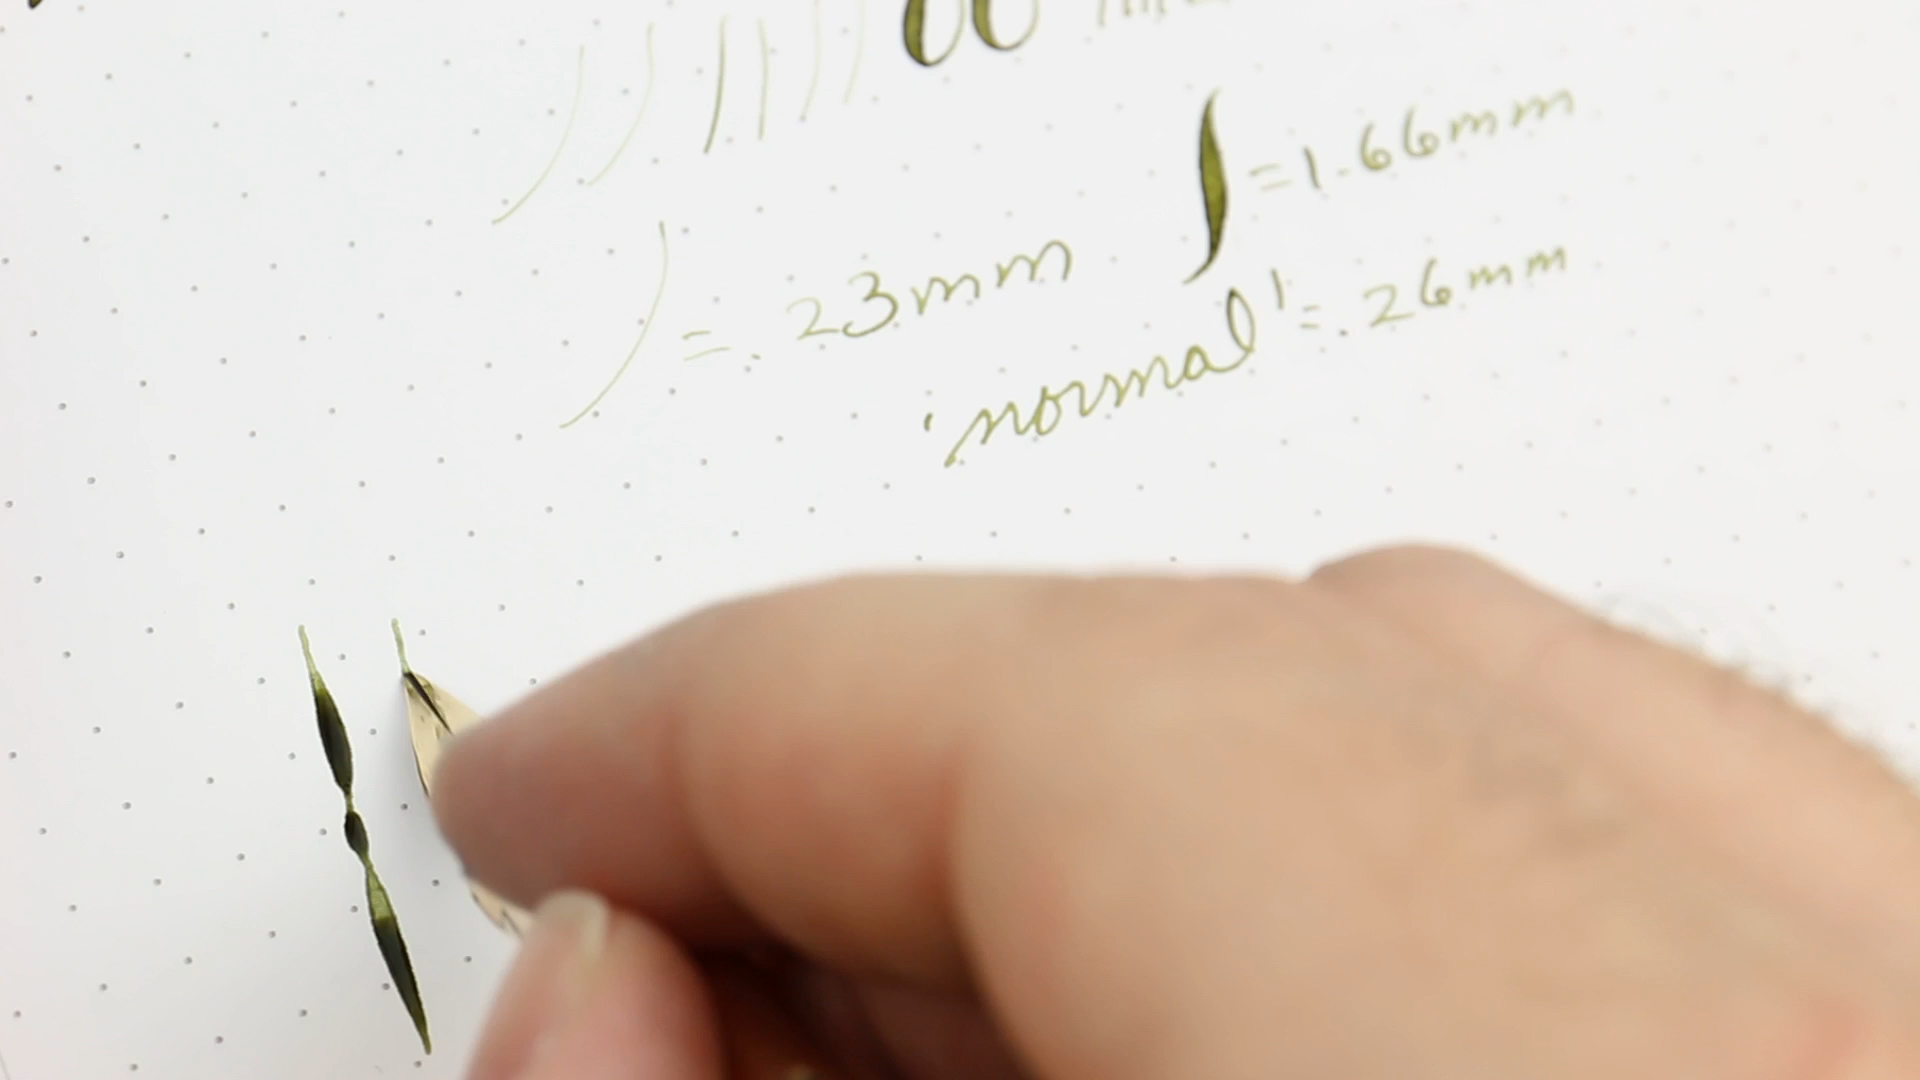 = 1.66mm
= .23mm
'normal' = .26mm